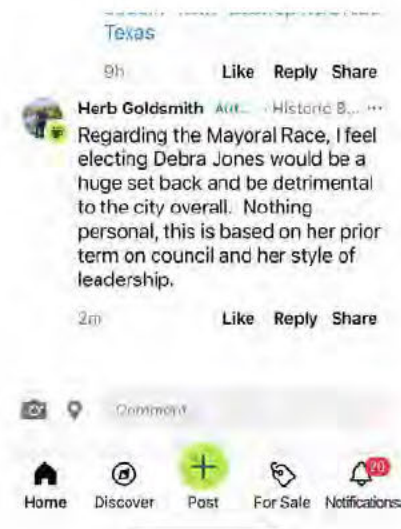 Texas
9h Like Reply Share
Herb Goldsmith Aut...
Regarding the Mayoral Race, I feel
electing Debra Jones would be a
huge set back and be detrimental
to the city overall. Nothing
personal, this is based on her prior
term on council and her style of
leadership.
2m Like Reply Share
Comment
20
Home Discover Post For Sale Notifications